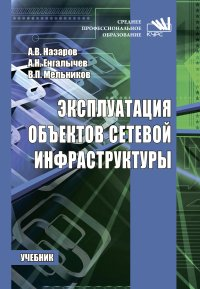 СРЕДНЕЕ
ПРОФЕССИОНАЛЬНОЕ
ОБРАЗОВАНИЕ
КУРС
А.В. Назаров
А.Н. Енгалычев
В.П. Мельников
ЭКСПЛУАТАЦИЯ
ОБЪЕКТОВ СЕТЕВОЙ
ИНФРАСТРУКТУРЫ
УЧЕБНИК